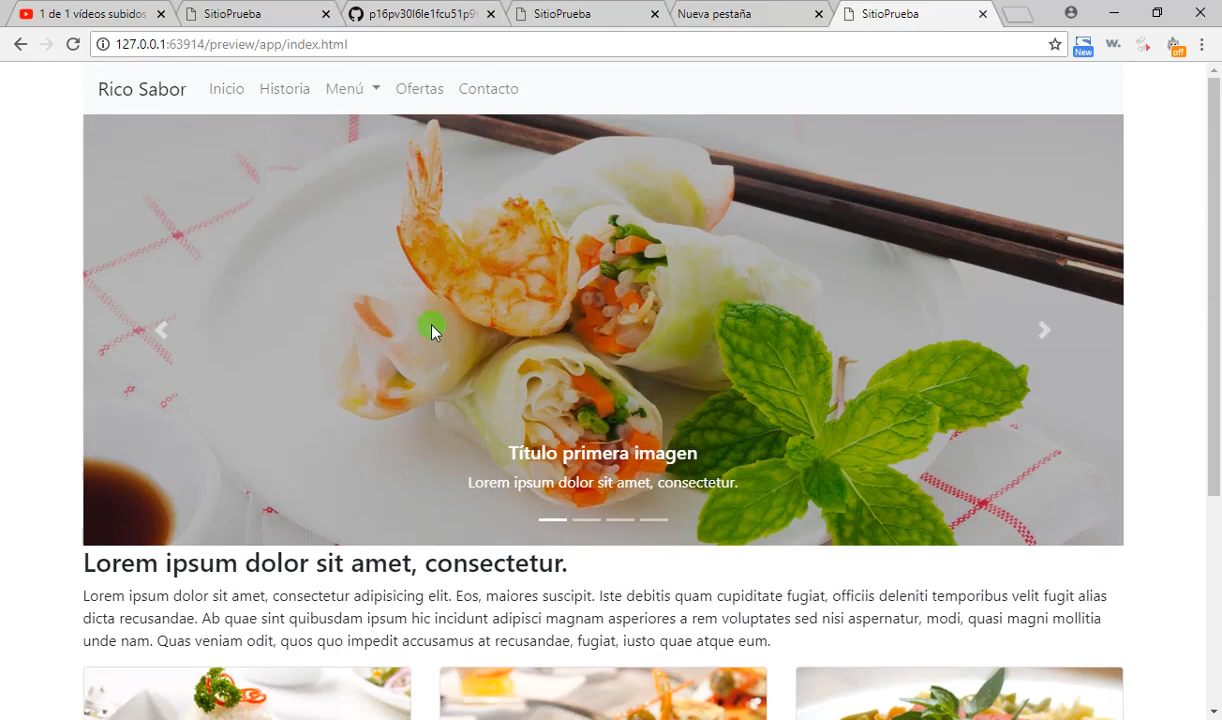 1 de 1 vídeos subidos
SitioPrueba
p16pv30l6le1fcu51p9
SitioPrueba
Nueva pestaña
SitioPrueba
127.0.0.1:63914/preview/app/index.html
New
W.
off
Rico Sabor
Inicio
Historia
Menú
Ofertas
Contacto
Título primera imagen
Lorem ipsum dolor sit amet, consectetur.
Lorem ipsum dolor sit amet, consectetur.
Lorem ipsum dolor sit amet, consectetur adipisicing elit. Eos, maiores suscipit. Iste debitis quam cupiditate fugiat, officiis deleniti temporibus velit fugit alias
dicta recusandae. Ab quae sint quibusdam ipsum hic incidunt adipisci magnam asperiores a rem voluptates sed nisi aspernatur, modi, quasi magni mollitia
unde nam. Quas veniam odit, quos quo impedit accusamus at recusandae, fugiat, iusto quae atque eum.